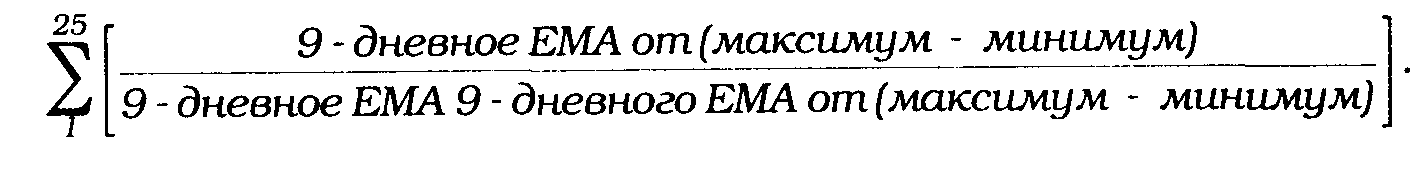 25
∑ [ 9 - дневное ЕМА от (максимум - минимум)
9 - дневное ЕМА 9 - дневного ЕМА от (максимум - минимум) ] .
1